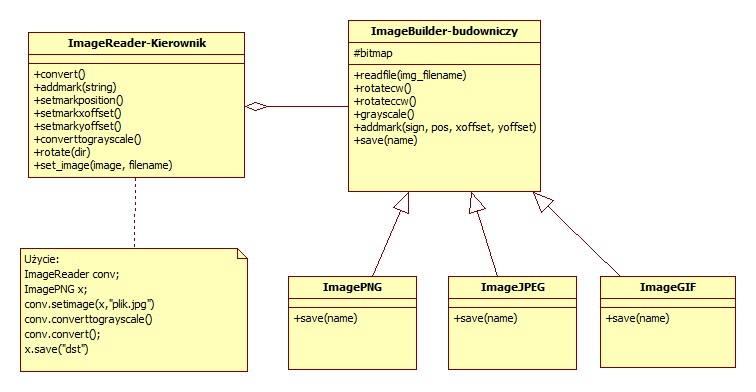 ImageReader-Kierownik
+convert()
+addmark(string)
+setmarkposition()
+setmarkxoffset()
+setmarkyoffset()
+converttograyscale()
+rotate(dir)
+set_image(image, filename)
ImageBuilder-budowniczy
#bitmap
+readfile(img_filename)
+rotatecw()
+rotateccw()
+grayscale()
+addmark(sign, pos, xoffset, yoffset)
+save(name)
Użycie:
ImageReader conv;
ImagePNG x;
conv.setimage(x,"plik.jpg")
conv.converttograyscale()
conv.convert();
x.save("dst")
ImagePNG
+save(name)
ImageJPEG
+save(name)
ImageGIF
+save(name)